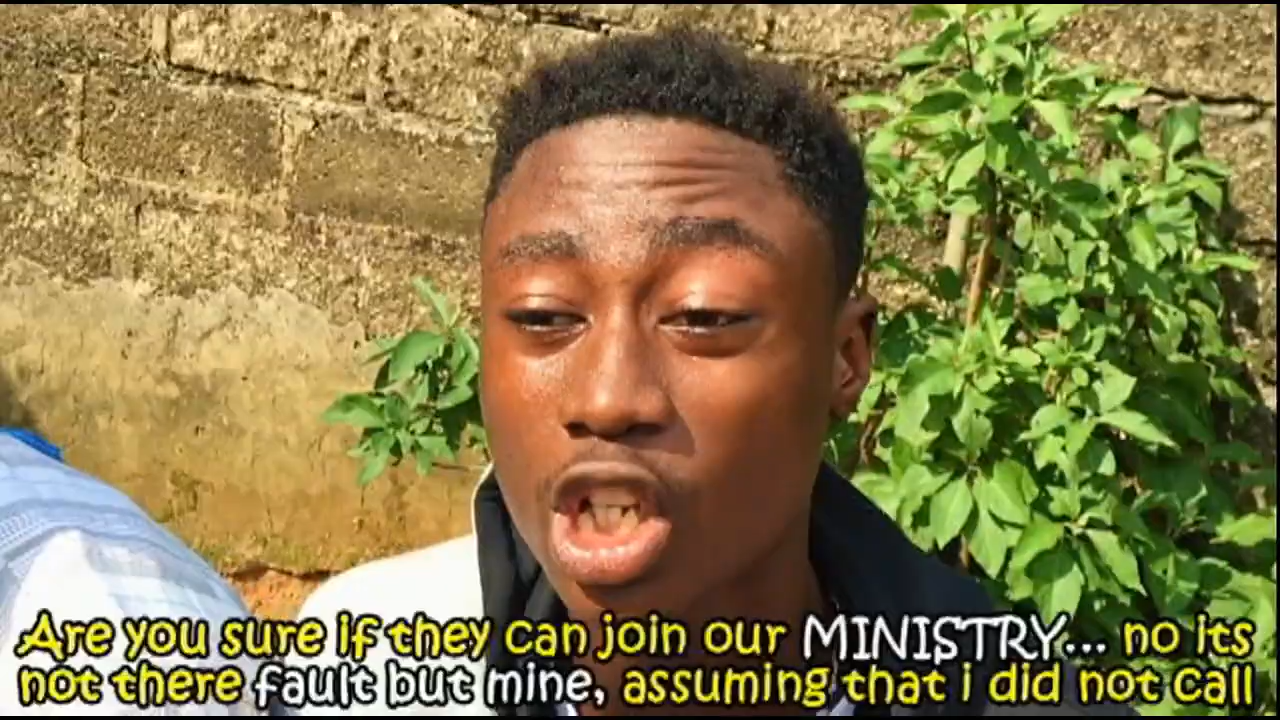 Are you sure if they can join our MINISTRY... no its
not there fault but mine, assuming that i did not call